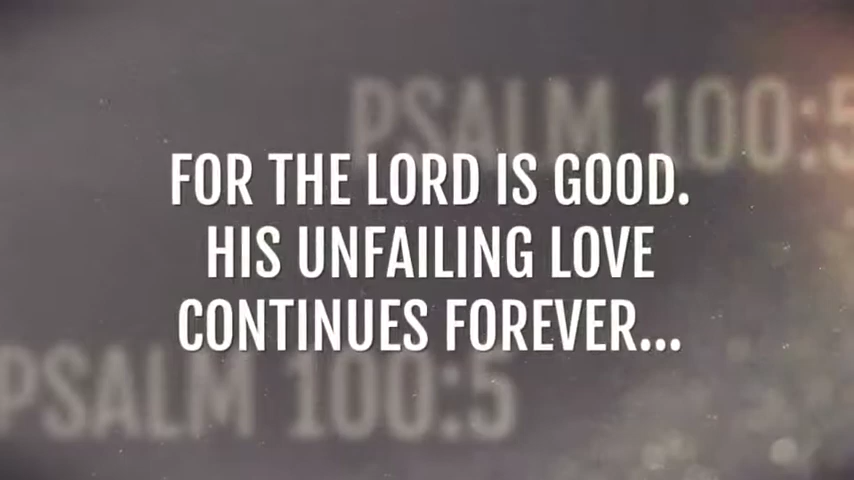 PSALM 100:5
FOR THE LORD IS GOOD.
HIS UNFAILING LOVE
CONTINUES FOREVER...
PSALM 100:5